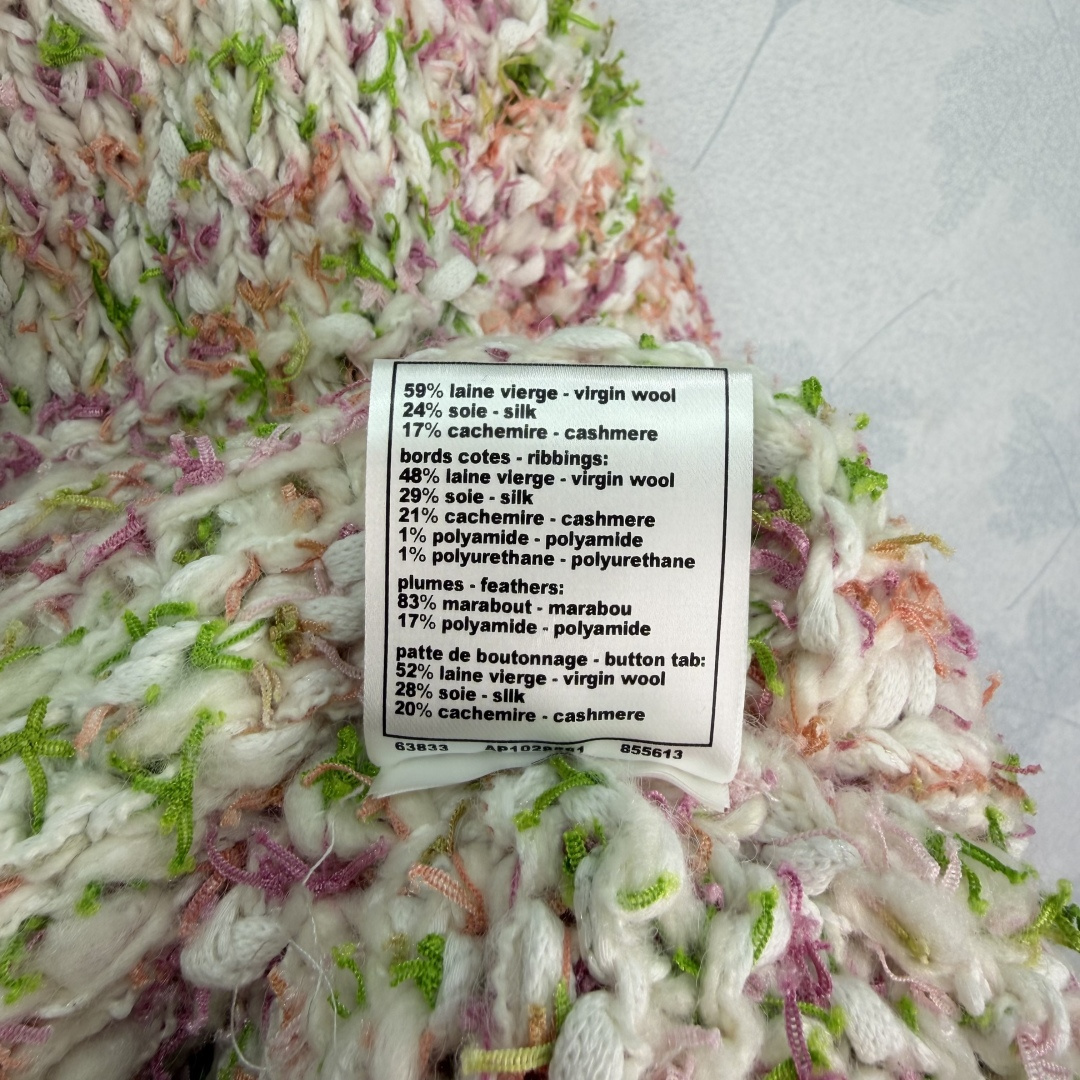 59% laine vierge - virgin wool
24% soie - silk
17% cachemire - cashmere
bords cotes - ribbings:
48% laine vierge - virgin wool
29% soie - silk
21% cachemire - cashmere
1% polyamide - polyamide
1% polyurethane - polyurethane
plumes - feathers:
83% marabout - marabou
17% polyamide - polyamide
patte de boutonnage - button tab:
52% laine vierge - virgin wool
28% soie - silk
20% cachemire - cashmere
63833 855613